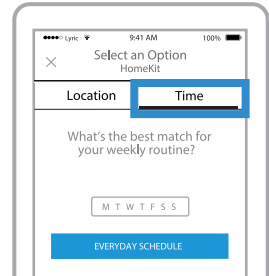 Lyric 9:41 AM 100%
Select an Option
HomeKit
Location Time
What's the best match for
your weekly routine?
M T W T F S S
EVERYDAY SCHEDULE